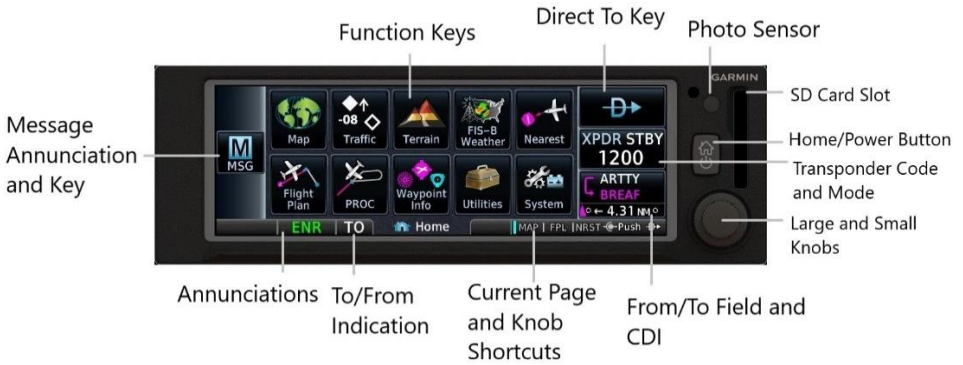 Function Keys
Direct To Key
Photo Sensor
GARMIN
SD Card Slot
Message
Annunciation
and Key
M
MSG
Map
Traffic
-08
Terrain
FIS-B
Weather
Nearest
XPDR STBY
1200
Home/Power Button
Transponder Code
and Mode
Flight
Plan
PROC
Waypoint
Info
Utilities
System
ARTTY
BREAF
4.31 NM
Large and Small
Knobs
ENR
TO
Home
MAP | FPL | NRST Push
Annunciations
To/From
Indication
Current Page
and Knob
Shortcuts
From/To Field and
CDI